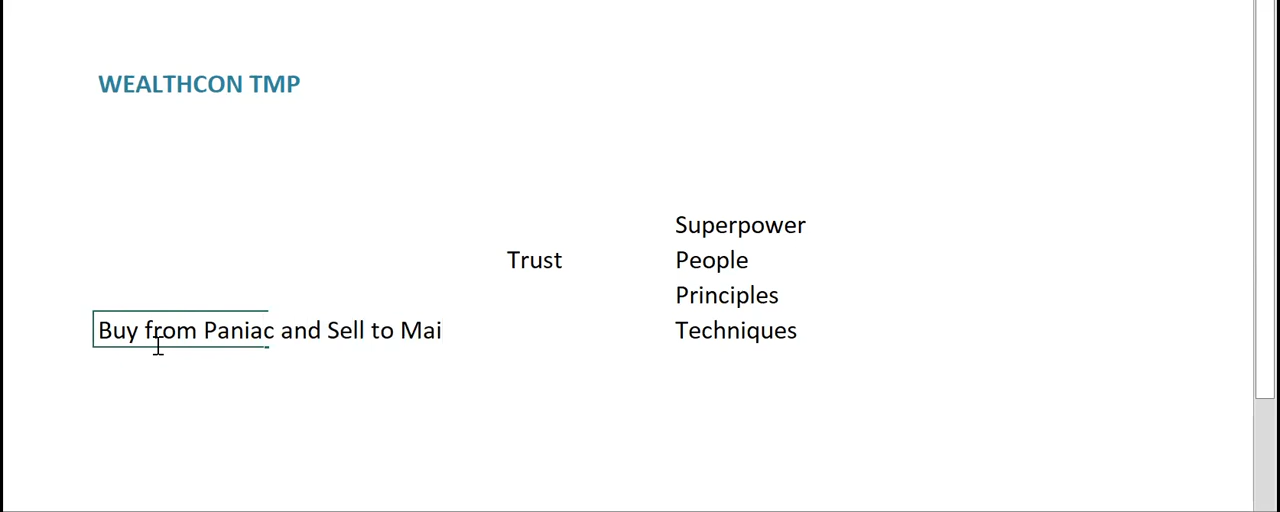 WEALTHCON TMP
Superpower
Trust People
Principles
Buy from Paniac and Sell to Mai Techniques